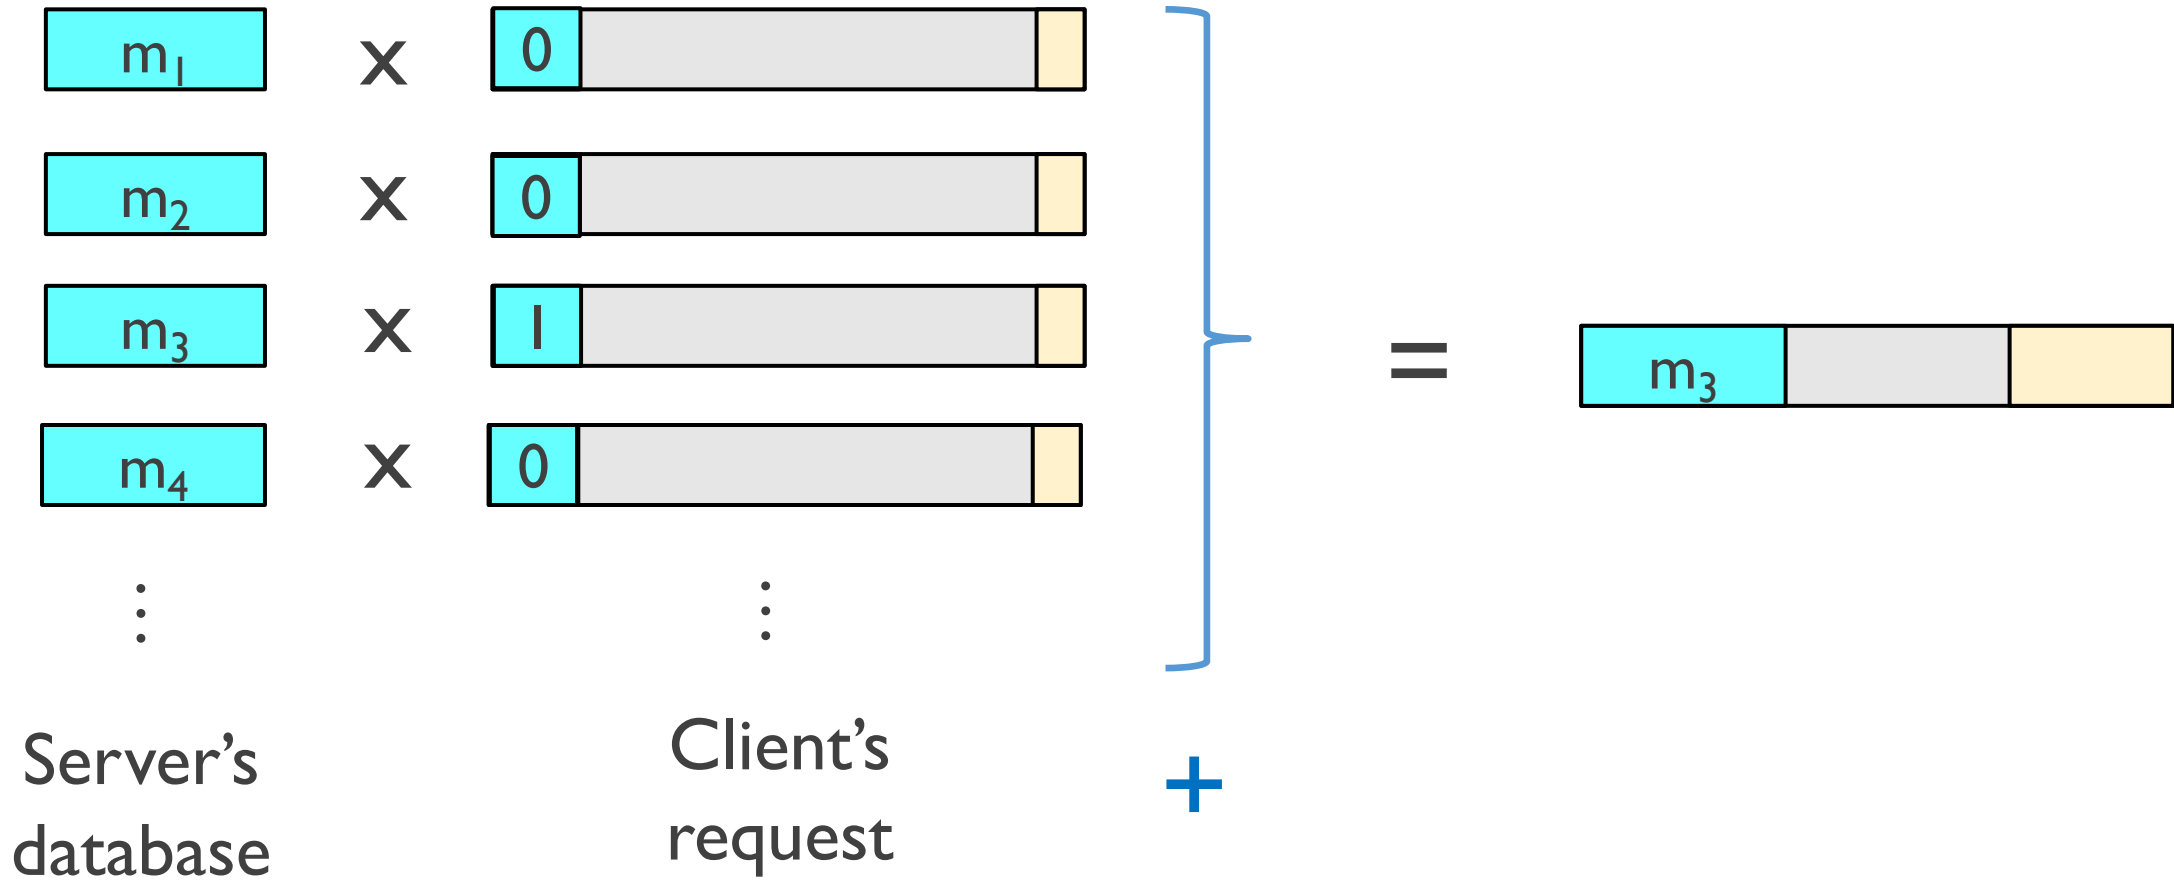 m₁ x 0
m₂ x 0
m₃ x 1 = m₃
m₄ x 0
⋮ ⋮
Server’s
database
Client’s
request
+